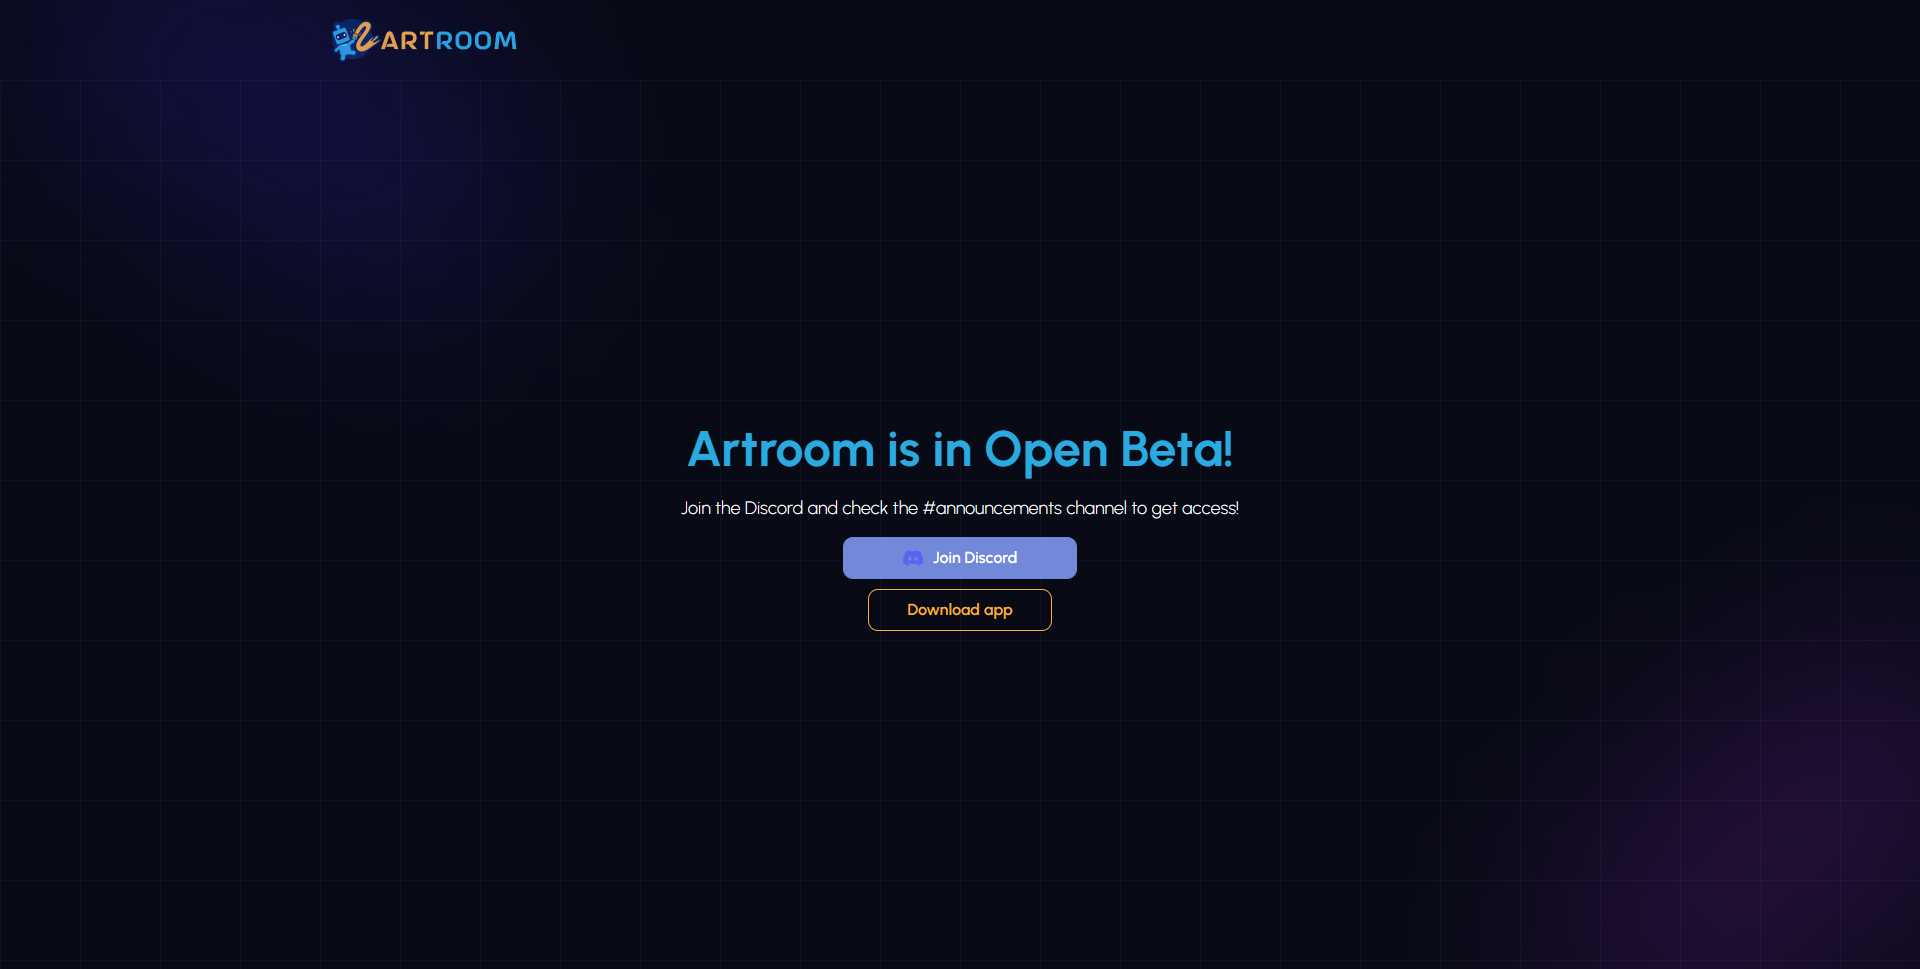 ARTROOM
Artroom is in Open Beta!
Join the Discord and check the #announcements channel to get access!
Join Discord
Download app